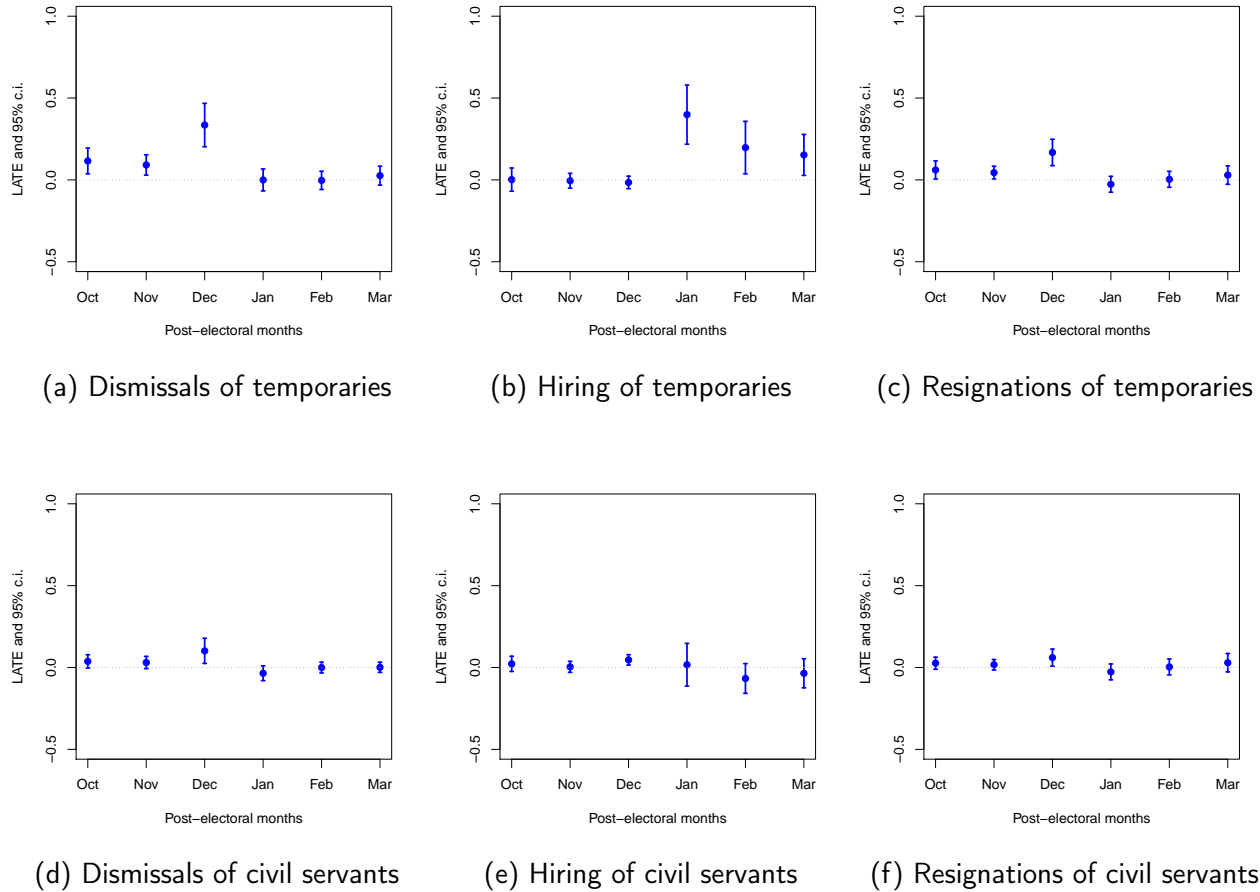 LATE and 95% c.i.
1.0
0.5
0.0
−0.5
Oct Nov Dec Jan Feb Mar
Post−electoral months
(a) Dismissals of temporaries
LATE and 95% c.i.
1.0
0.5
0.0
−0.5
Oct Nov Dec Jan Feb Mar
Post−electoral months
(b) Hiring of temporaries
LATE and 95% c.i.
1.0
0.5
0.0
−0.5
Oct Nov Dec Jan Feb Mar
Post−electoral months
(c) Resignations of temporaries
LATE and 95% c.i.
1.0
0.5
0.0
−0.5
Oct Nov Dec Jan Feb Mar
Post−electoral months
(d) Dismissals of civil servants
LATE and 95% c.i.
1.0
0.5
0.0
−0.5
Oct Nov Dec Jan Feb Mar
Post−electoral months
(e) Hiring of civil servants
LATE and 95% c.i.
1.0
0.5
0.0
−0.5
Oct Nov Dec Jan Feb Mar
Post−electoral months
(f) Resignations of civil servants